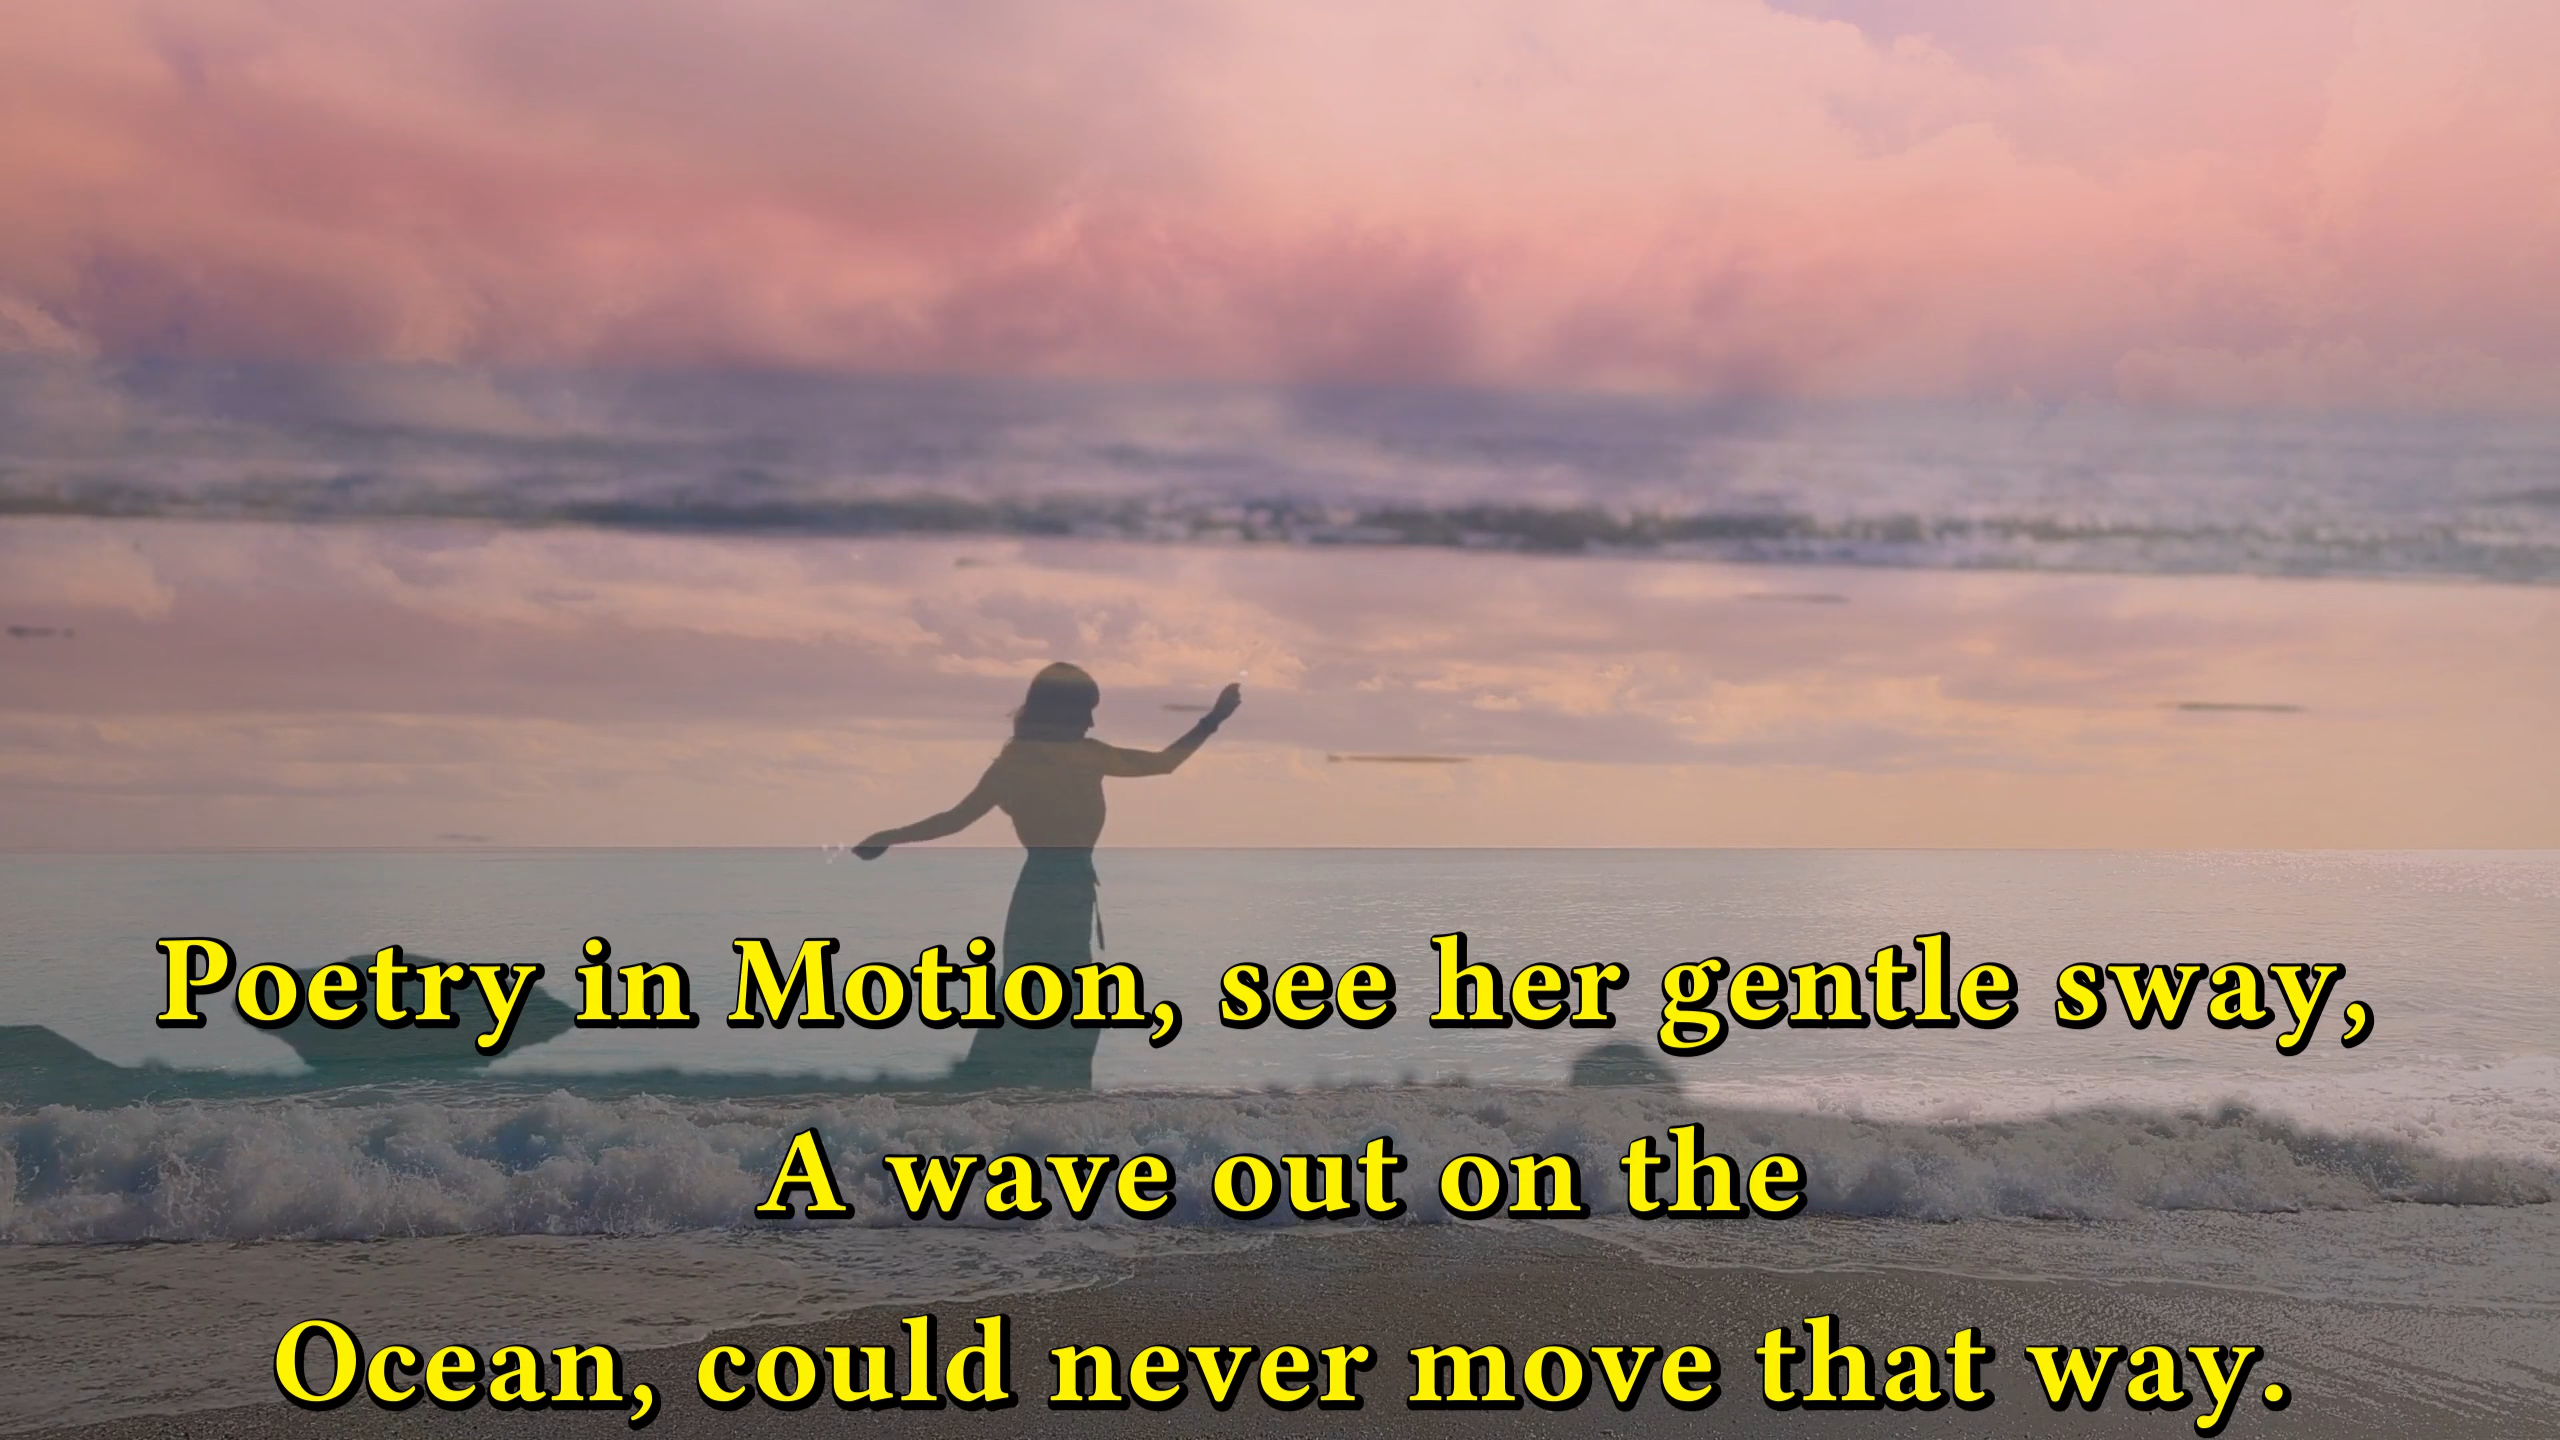 Poetry in Motion, see her gentle sway,
A wave out on the
Ocean, could never move that way.